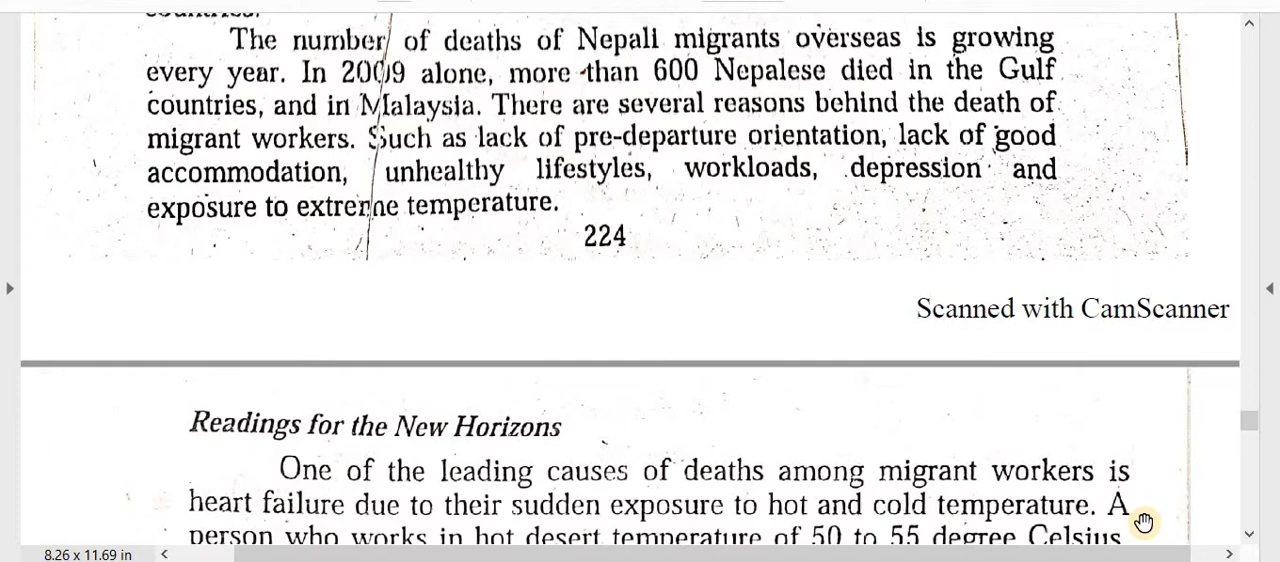 The number of deaths of Nepali migrants overseas is growing
every year. In 2009 alone, more than 600 Nepalese died in the Gulf
countries, and in Malaysia. There are several reasons behind the death of
migrant workers. Such as lack of pre-departure orientation, lack of good
accommodation, unhealthy lifestyles, workloads, depression and
exposure to extreme temperature.
224
Scanned with CamScanner
Readings for the New Horizons
One of the leading causes of deaths among migrant workers is
heart failure due to their sudden exposure to hot and cold temperature. A
person who works in hot desert temperature of 50 to 55 degree Celsius
8.26 x 11.69 in